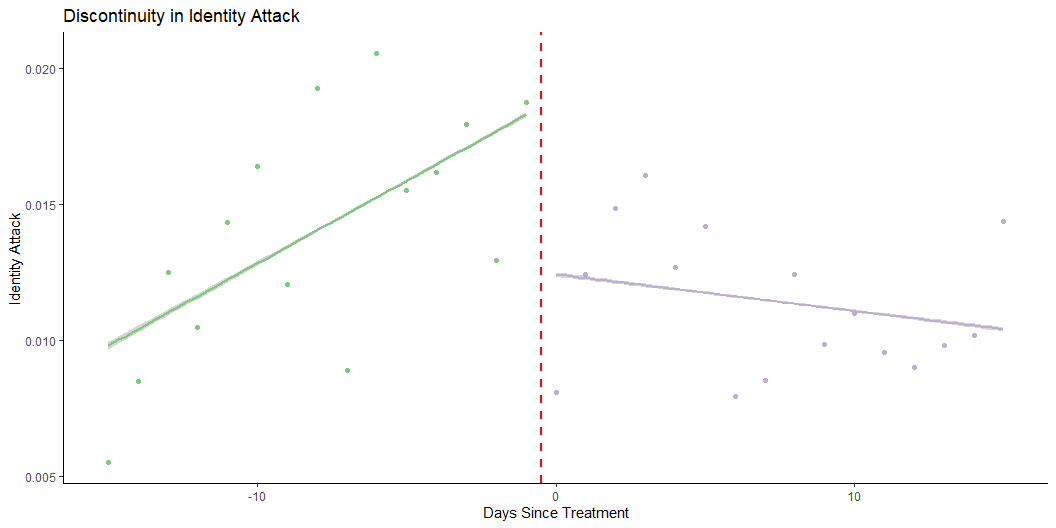 Discontinuity in Identity Attack
0.020
0.015
0.010
0.005
Identity Attack
-10
0
10
Days Since Treatment